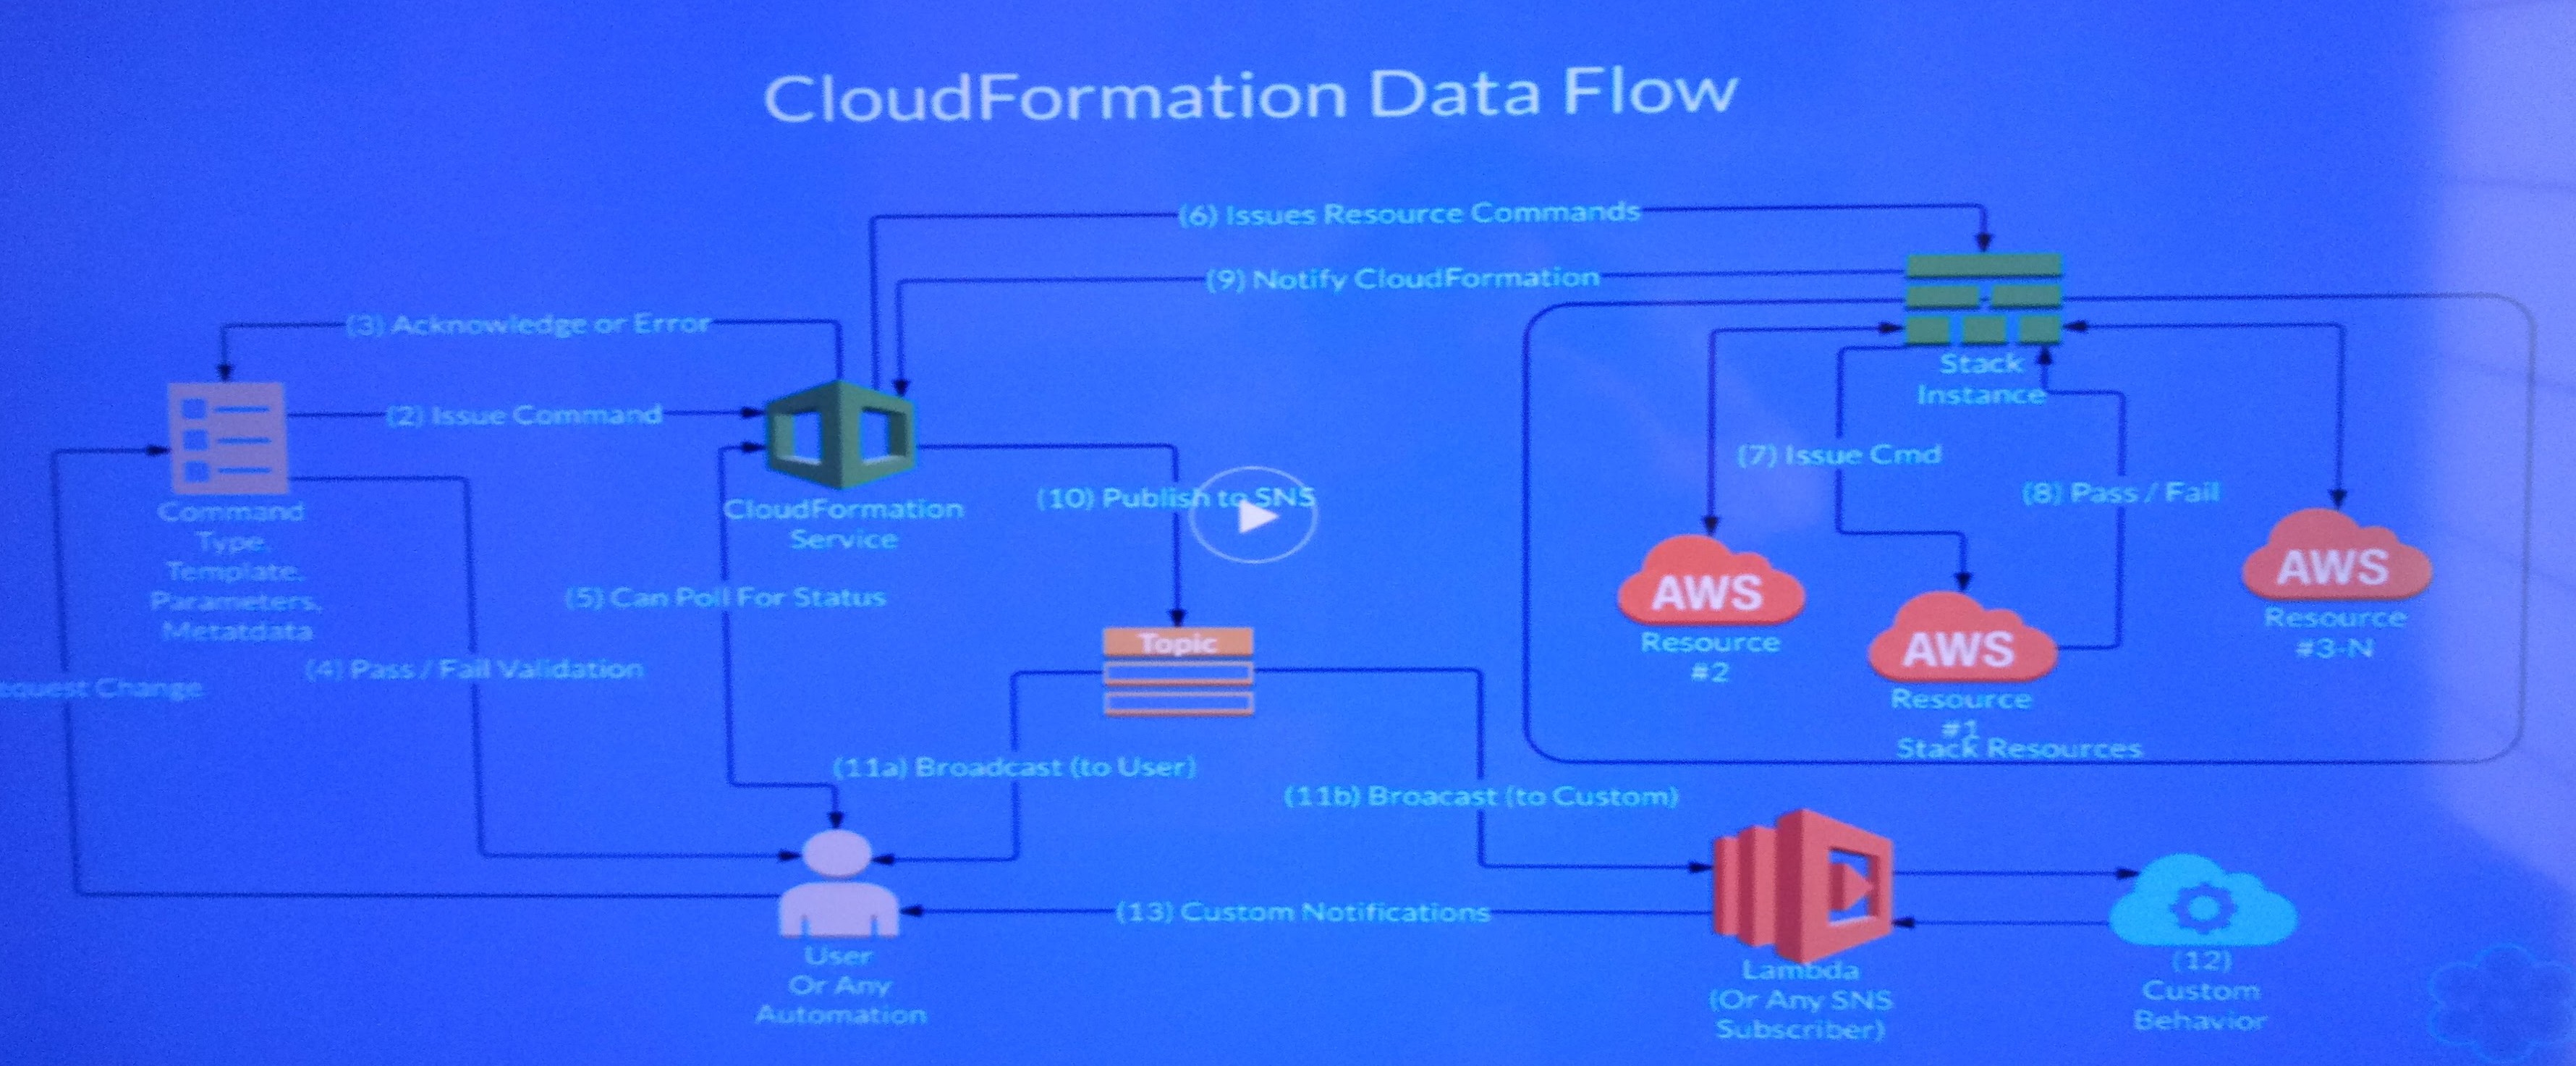 CloudFormation Data Flow
(6) Issues Resource Commands
(9) Notify CloudFormation
(3) Acknowledge or Error
(2) Issue Command
Command
Type,
Template,
Parameters,
Metatdata
CloudFormation
Service
(10) Publish to SNS
(5) Can Poll For Status
(4) Pass / Fail Validation
equest Change
Stack
Instance
(7) Issue Cmd
(8) Pass / Fail
AWS
Resource
#2
AWS
Resource
#1
AWS
Resource
#3-N
Stack Resources
Topic
(11a) Broadcast (to User)
(11b) Broacast (to Custom)
User
Or Any
Automation
(13) Custom Notifications
Lambda
(Or Any SNS
Subscriber)
(12)
Custom
Behavior